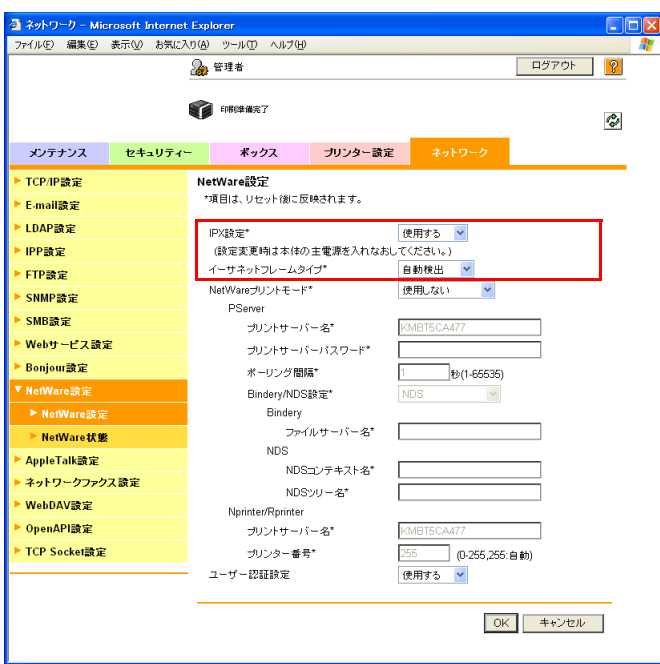 ネットワーク - Microsoft Internet Explorer
ファイル(F) 編集(E) 表示(V) お気に入り(A) ツール(T) ヘルプ(H)
管理者 ログアウト ?
印刷準備完了
メンテナンス セキュリティー ボックス プリンター設定 ネットワーク
TCP/IP設定
E-mail設定
LDAP設定
IPP設定
FTP設定
SNMP設定
SMB設定
Webサービス設定
Bonjour設定
NetWare設定
NetWare設定
NetWare状態
AppleTalk設定
ネットワークファクス設定
WebDAV設定
OpenAPI設定
TCP Socket設定
NetWare設定
*項目は、リセット後に反映されます。
IPX設定* 使用する
(設定変更時は本体の主電源を入れなおしてください。)
イーサネットフレームタイプ* 自動検出
NetWareプリントモード* 使用しない
PServer
プリントサーバー名* KMBT5CA477
プリントサーバーパスワード*
ポーリング間隔* 1 秒(1-65535)
Bindery/NDS設定* NDS
Bindery
ファイルサーバー名*
NDS
NDSコンテキスト名*
NDSツリー名*
Nprinter/Rprinter
プリントサーバー名* KMBT5CA477
プリンター番号* 255 (0-255,255:自動)
ユーザー認証設定 使用する
OK キャンセル